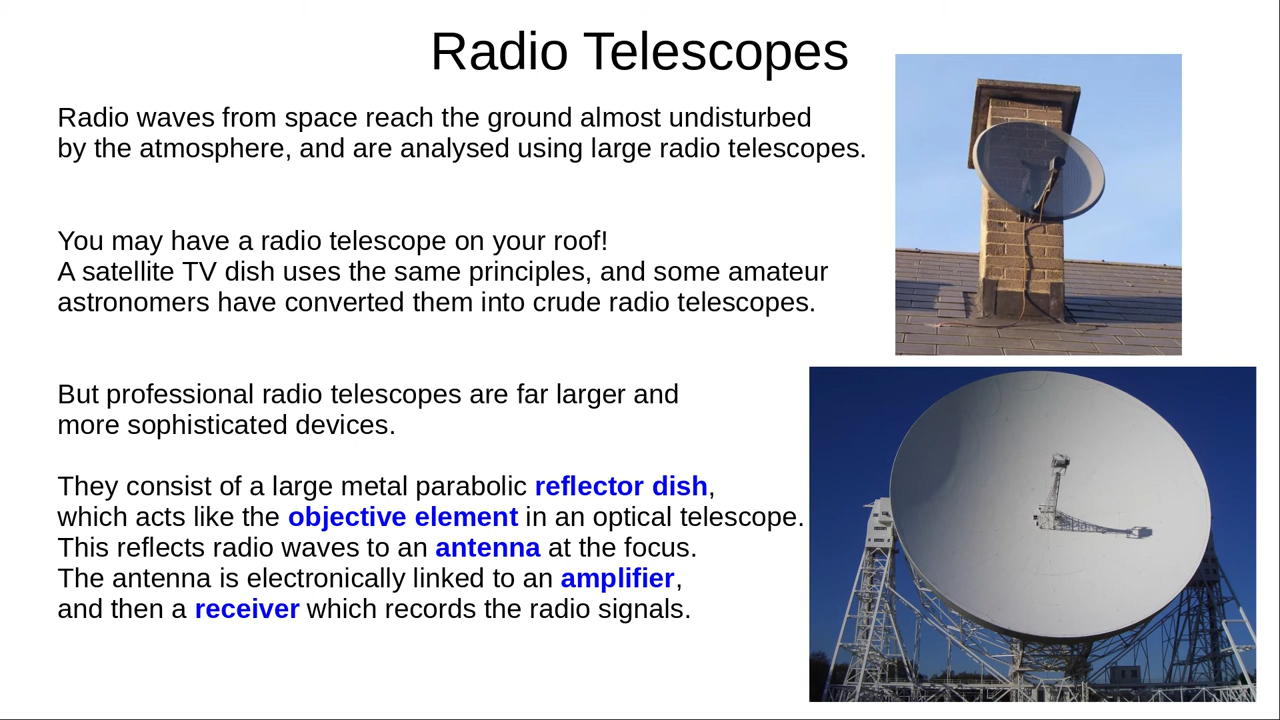 Radio Telescopes
Radio waves from space reach the ground almost undisturbed
by the atmosphere, and are analysed using large radio telescopes.
You may have a radio telescope on your roof!
A satellite TV dish uses the same principles, and some amateur
astronomers have converted them into crude radio telescopes.
But professional radio telescopes are far larger and
more sophisticated devices.
They consist of a large metal parabolic reflector dish,
which acts like the objective element in an optical telescope.
This reflects radio waves to an antenna at the focus.
The antenna is electronically linked to an amplifier,
and then a receiver which records the radio signals.